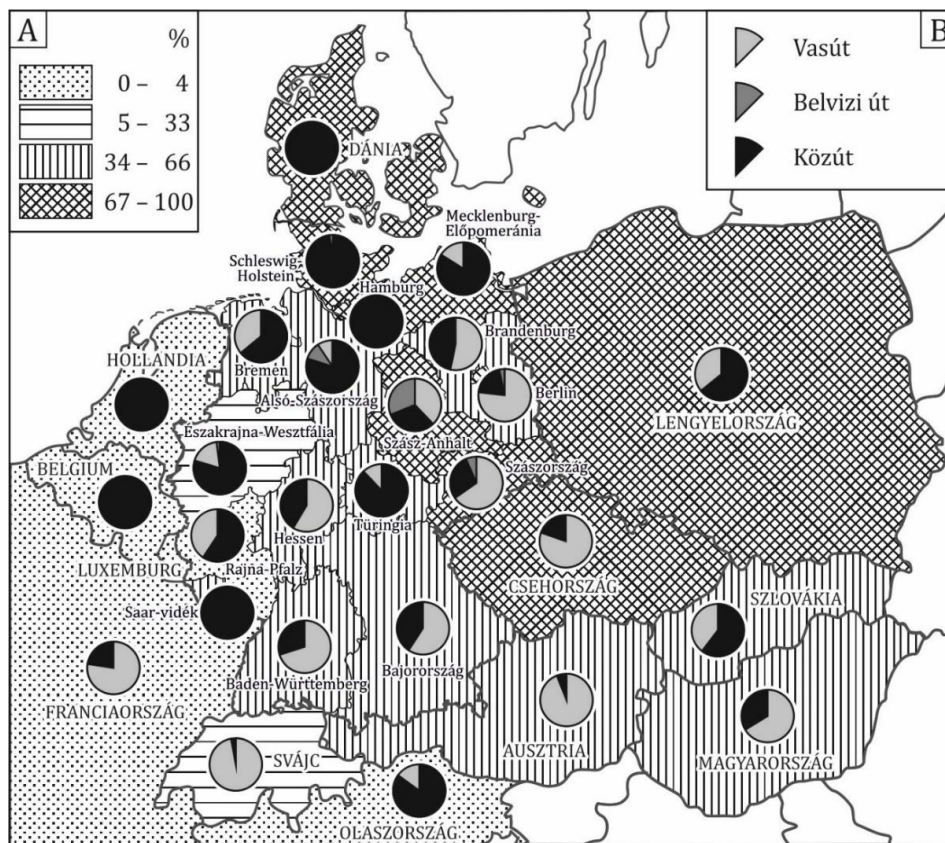 A
%
0 – 4
5 – 33
34 – 66
67 – 100
B
Vasút
Belvizi út
Közút
DÁNIA
Mecklenburg-
Előpomeránia
Schleswig-
Holstein
Hamburg
Brandenburg
Bremen
HOLLANDIA
Alsó-Szászország
Berlin
LENGYELORSZÁG
Északrajna-Wesztfália
Szász-Anhalt
BELGIUM
Szászország
Hessen
Türingia
LUXEMBURG
Rajna-Pfalz
CSEHORSZÁG
SZLOVÁKIA
Saar-vidék
Baden-Württemberg
Bajorország
FRANCIAORSZÁG
AUSZTRIA
SVÁJC
MAGYARORSZÁG
OLASZORSZÁG